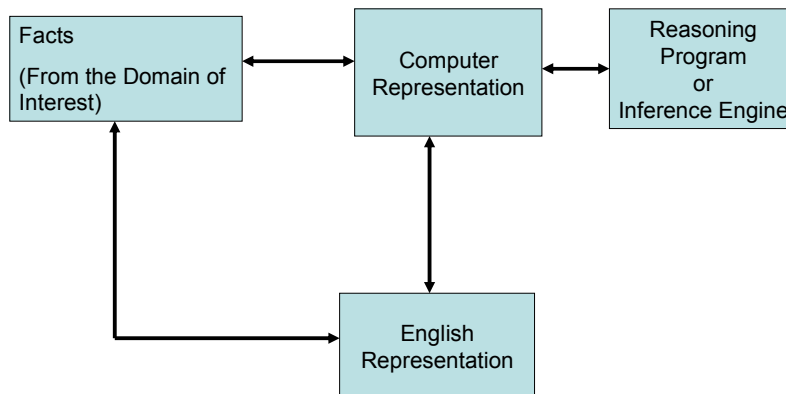 Facts
(From the Domain of
Interest)
Computer
Representation
Reasoning
Program
or
Inference Engine
English
Representation